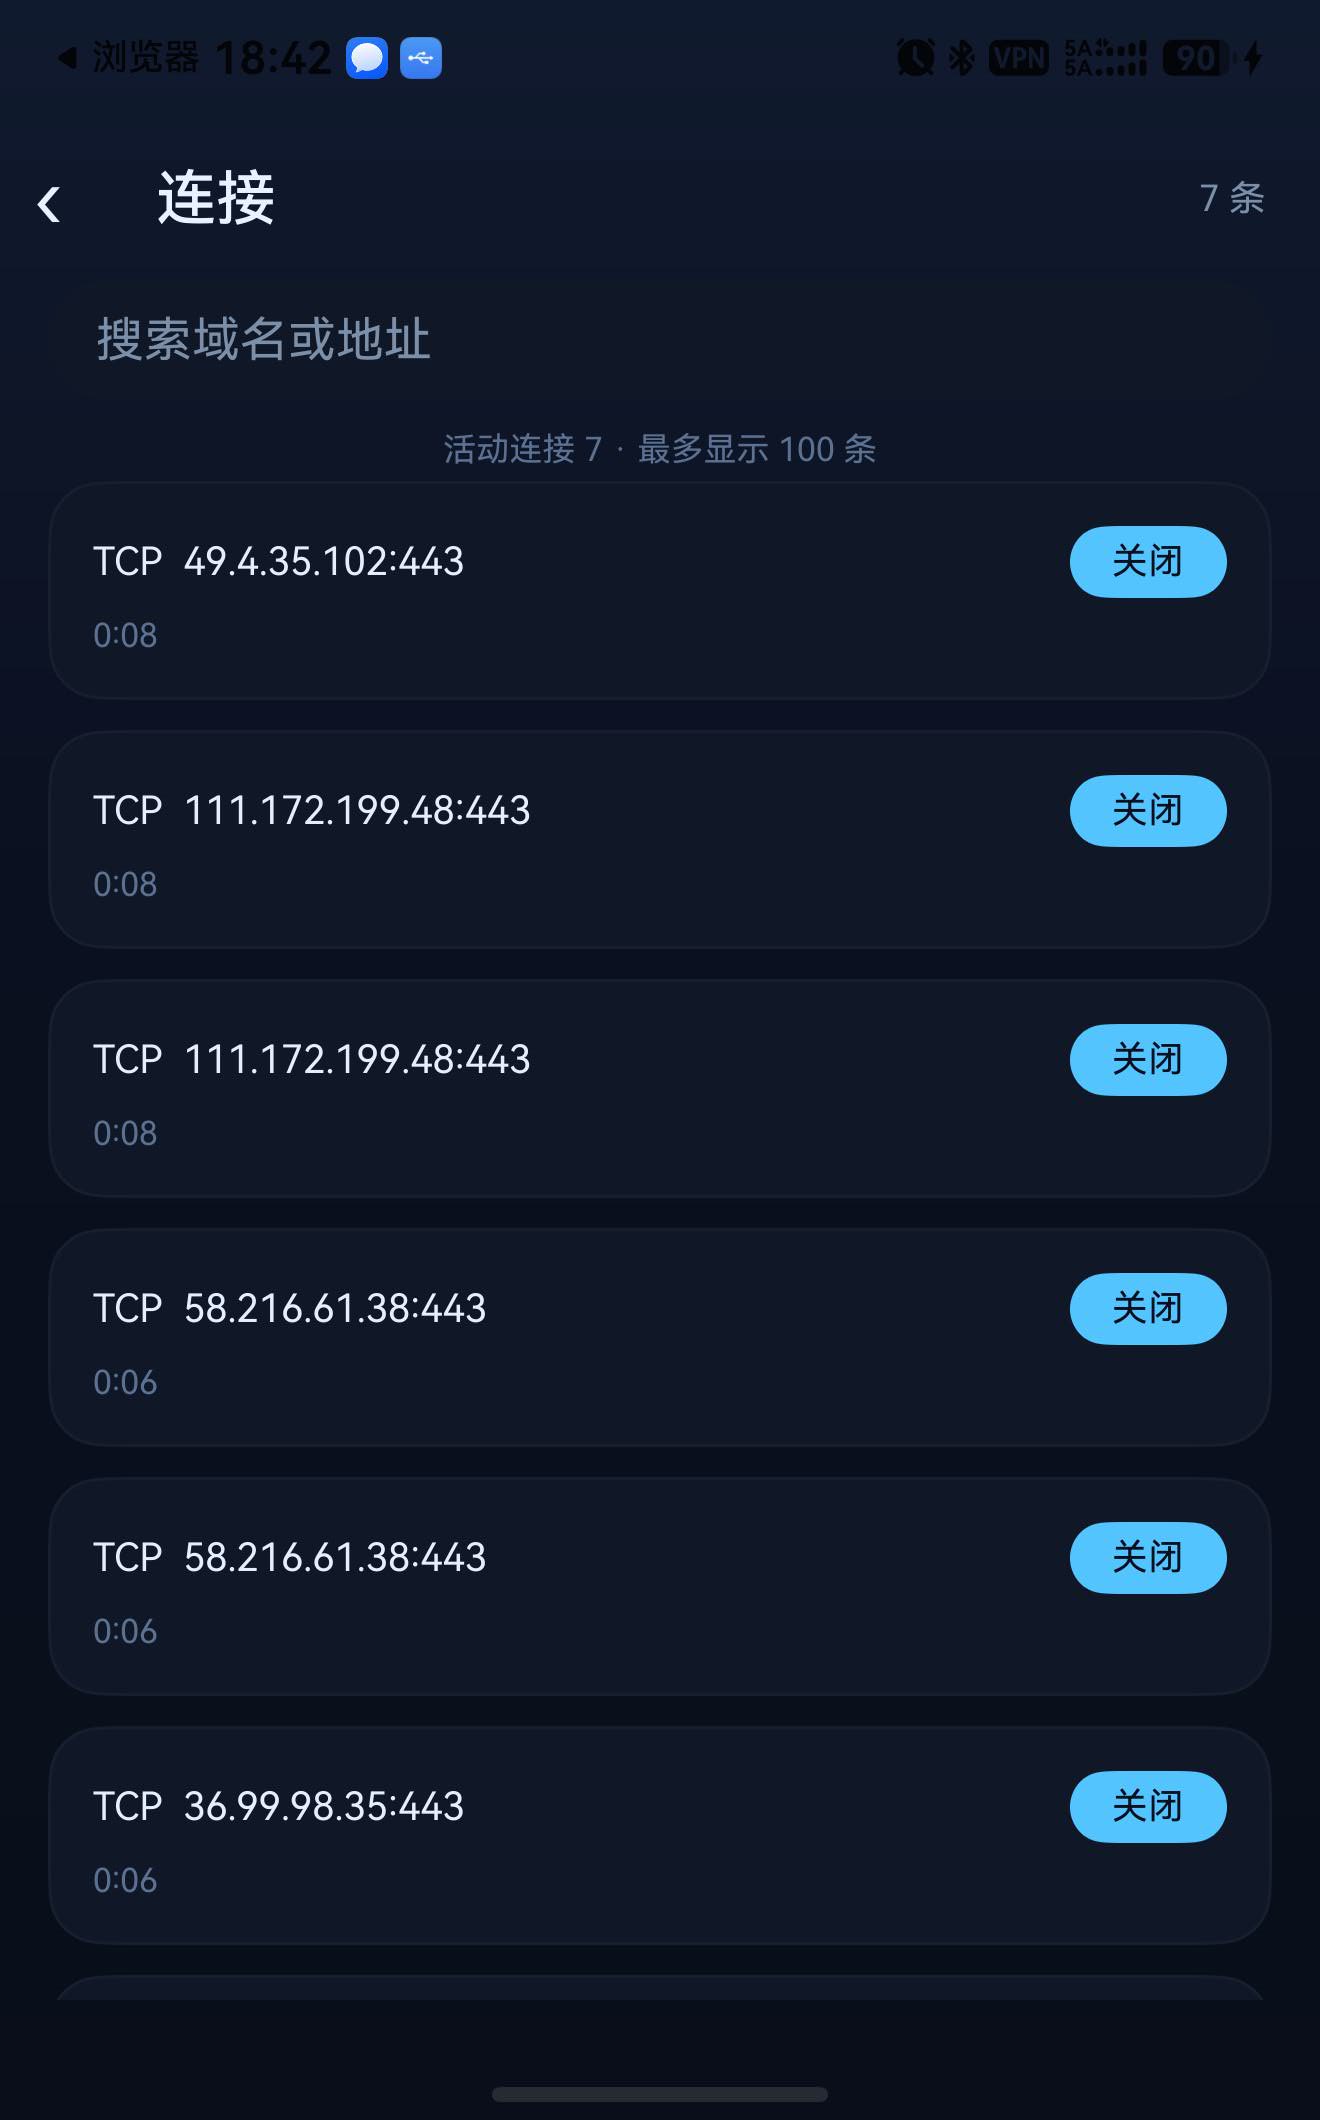 浏览器 18:42 VPN 5A 5A 90
连接
7 条
搜索域名或地址
活动连接 7 · 最多显示 100 条
TCP 49.4.35.102:443
关闭
0:08
TCP 111.172.199.48:443
关闭
0:08
TCP 111.172.199.48:443
关闭
0:08
TCP 58.216.61.38:443
关闭
0:06
TCP 58.216.61.38:443
关闭
0:06
TCP 36.99.98.35:443
关闭
0:06